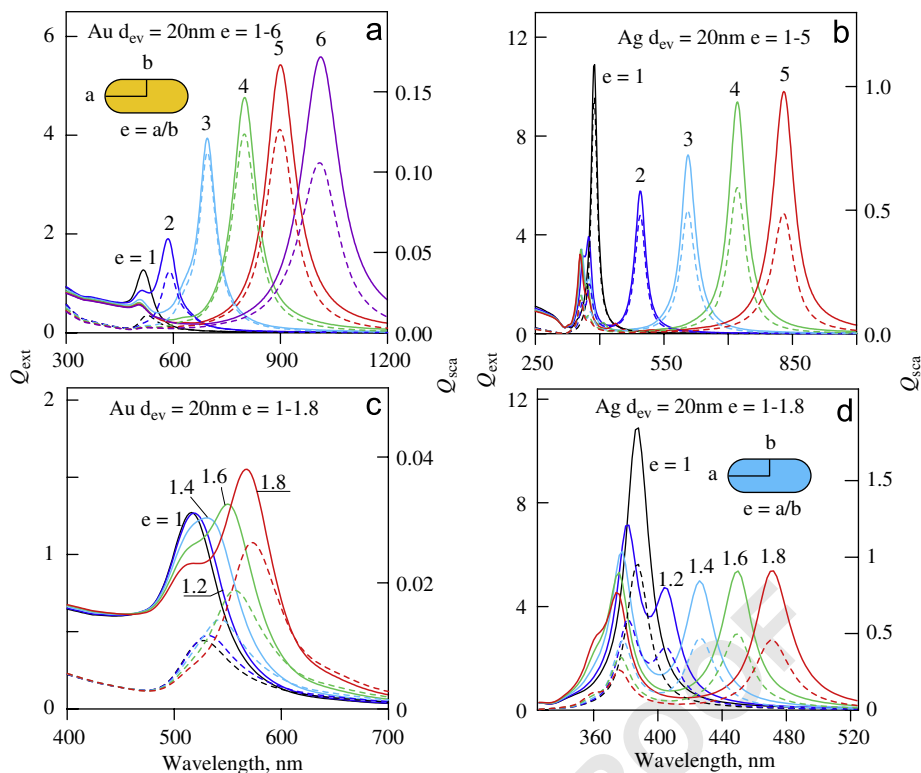 a
Au d_ev = 20nm e = 1-6
6
4
2
0
Q_ext
b
a
e = a/b
e = 1
2
3
4
5
6
0.15
0.10
0.05
0.00
Q_sca
300
600
900
1200
b
Ag d_ev = 20nm e = 1-5
12
8
4
0
Q_ext
e = 1
2
3
4
5
1.0
0.5
0.0
Q_sca
250
550
850
c
Au d_ev = 20nm e = 1-1.8
2
1
0
1.4
1.6
1.8
e = 1
1.2
0.04
0.02
0
400
500
600
700
Wavelength, nm
d
Ag d_ev = 20nm e = 1-1.8
12
8
4
0
e = 1
b
a
e = a/b
1.2
1.4
1.6
1.8
1.5
1
0.5
0
360
400
440
480
520
Wavelength, nm